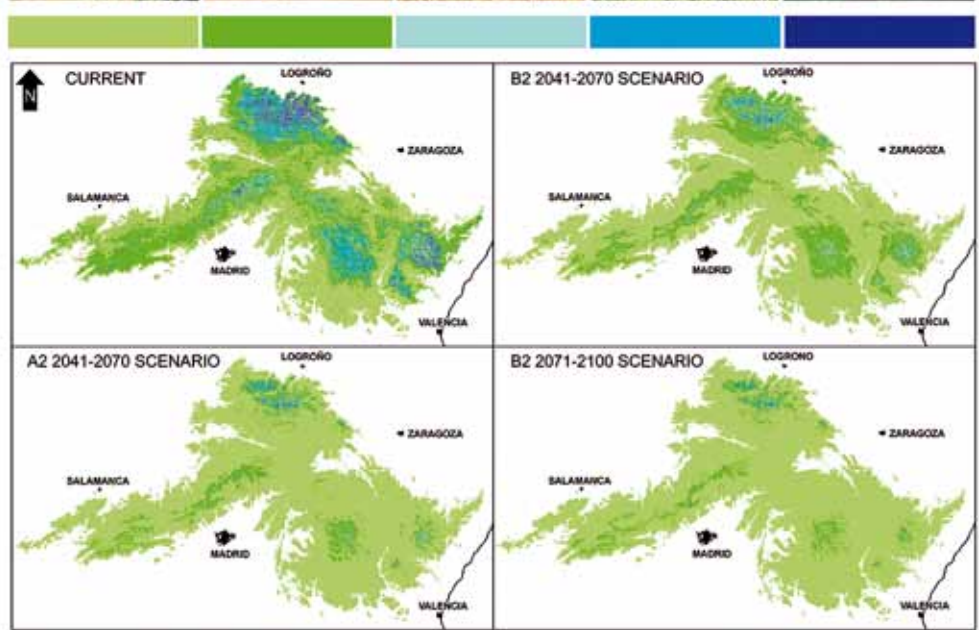 CURRENT
N
LOGROÑO
ZARAGOZA
SALAMANCA
MADRID
VALENCIA
B2 2041-2070 SCENARIO
LOGROÑO
ZARAGOZA
SALAMANCA
MADRID
VALENCIA
A2 2041-2070 SCENARIO
LOGROÑO
ZARAGOZA
SALAMANCA
MADRID
VALENCIA
B2 2071-2100 SCENARIO
LOGROÑO
ZARAGOZA
SALAMANCA
MADRID
VALENCIA